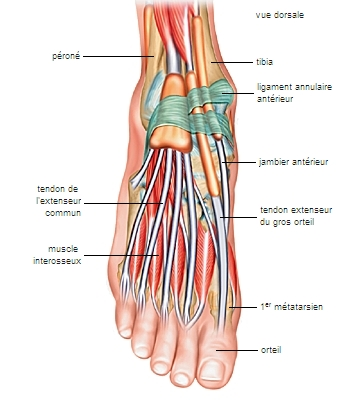 vue dorsale
péroné
tibia
ligament annulaire
antérieur
jambier antérieur
tendon de
l'extenseur
commun
tendon extenseur
du gros orteil
muscle
interosseux
1er métatarsien
orteil